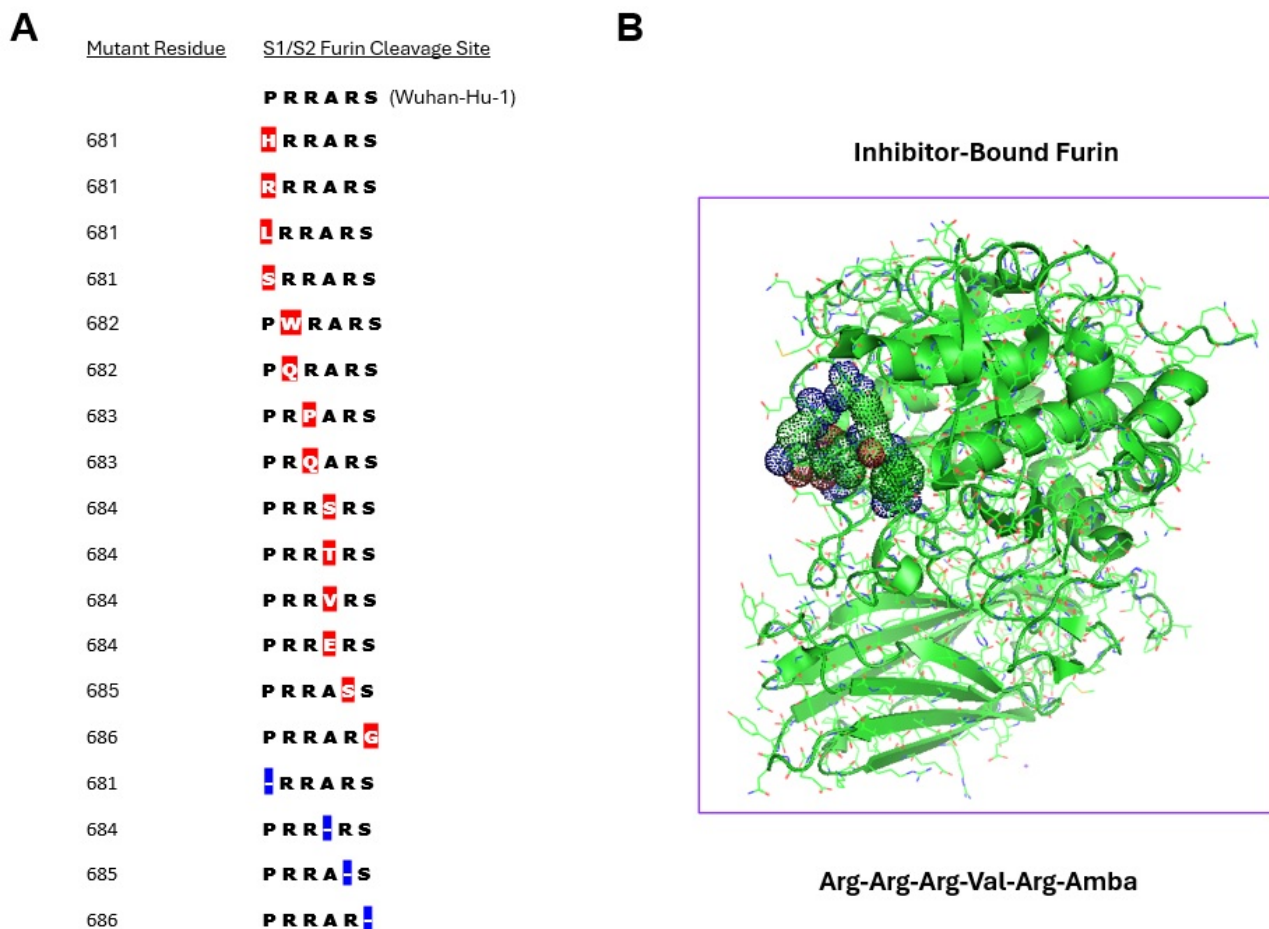 A
B
Mutant Residue S1/S2 Furin Cleavage Site
PRRARS (Wuhan-Hu-1)
681 HRRARS
681 RRRARS
681 LRRARS
681 SRRARS
682 PWRARS
682 PQRARS
683 PRPARS
683 PRQARS
684 PRRSRS
684 PRRTRS
684 PRRVRS
684 PRRERS
685 PRRASS
686 PRRARG
681 -RRARS
684 PRR-RS
685 PRRA-S
686 PRRAR-
Inhibitor-Bound Furin
Arg-Arg-Arg-Val-Arg-Amba